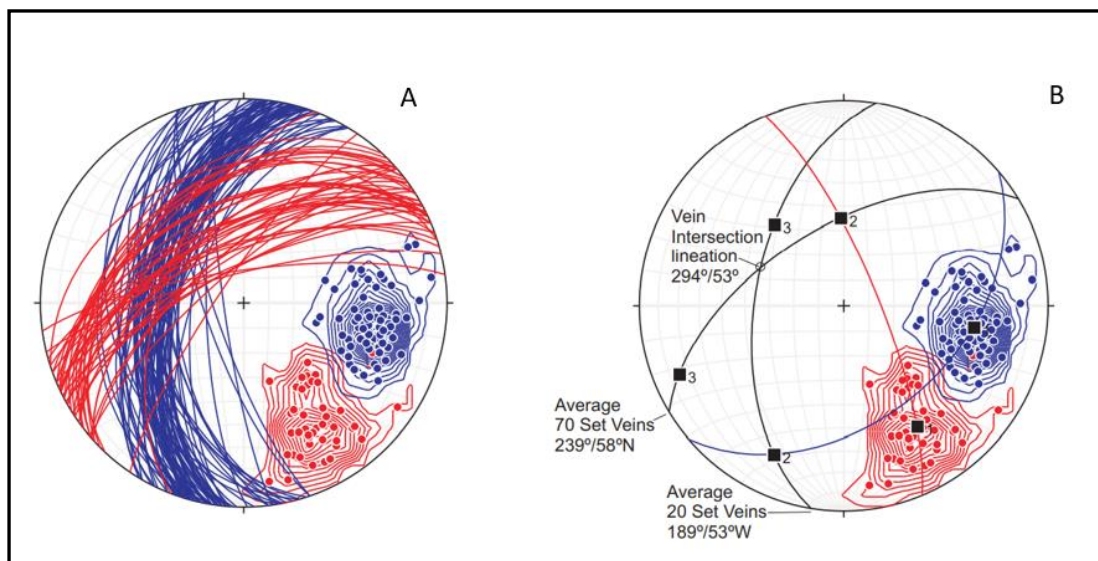 A
B
3
2
Vein
Intersection
lineation
294º/53º
3
1
Average
70 Set Veins
239º/58ºN
2
Average
20 Set Veins
189º/53ºW